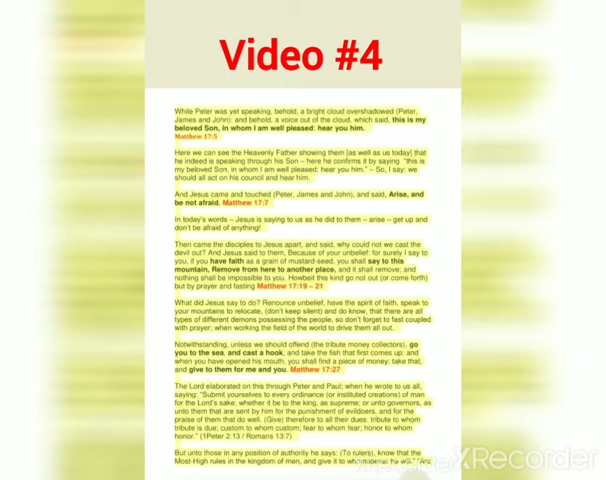 Video #4
While Peter was yet speaking, behold, a bright cloud overshadowed (Peter,
James and John): and behold, a voice out of the cloud, which said, this is my
beloved Son, in whom I am well pleased: hear you him.
Matthew 17:5
Here we can see the Heavenly Father showing them [as well as us today] that
he indeed is speaking through his Son – here he confirms it by saying "this is
my beloved Son, in whom I am well pleased: hear you him." – So, I say: we
should all act on his council and hear him.
And Jesus came and touched (Peter, James and John), and said, Arise, and
be not afraid. Matthew 17:7
In today's words – Jesus is saying to us as he did to them – arise – get up and
don't be afraid of anything!
Then came the disciples to Jesus apart, and said, why could not we cast the
devil out? And Jesus said to them, Because of your unbelief: for surely I say to
you, if you have faith as a grain of mustard-seed, you shall say to this
mountain, Remove from here to another place, and it shall remove; and
nothing shall be impossible to you. Howbeit this kind go not out (or come forth)
but by prayer and fasting Matthew 17:19 – 21
What did Jesus say to do? Renounce unbelief, have the spirit of faith, speak to
your mountains to relocate, (don't keep silent) and do know, that there are all
types of different demons possessing the people, so don't forget to fast coupled
with prayer; when working the field of the world to drive them all out.
Notwithstanding, unless we should offend (the tribute money collectors), go
you to the sea, and cast a hook, and take the fish that first comes up: and
when you have opened his mouth, you shall find a piece of money: take that,
and give to them for me and you. Matthew 17:27
The Lord elaborated on this through Peter and Paul; when he wrote to us all,
saying: "Submit yourselves to every ordinance (or instituted creations) of man
for the Lord's sake: whether it be to the king, as supreme; or unto governors, as
unto them that are sent by him for the punishment of evildoers, and for the
praise of them that do well. (Give) therefore to all their dues: tribute to whom
tribute is due; custom to whom custom; fear to whom fear; honor to whom
honor." (1Peter 2:13 / Romans 13:7)
But unto those in any position of authority he says: (To rulers), know that the
Most-High rules in the kingdom of men, and give it to whomsoever he will."
XRecorder